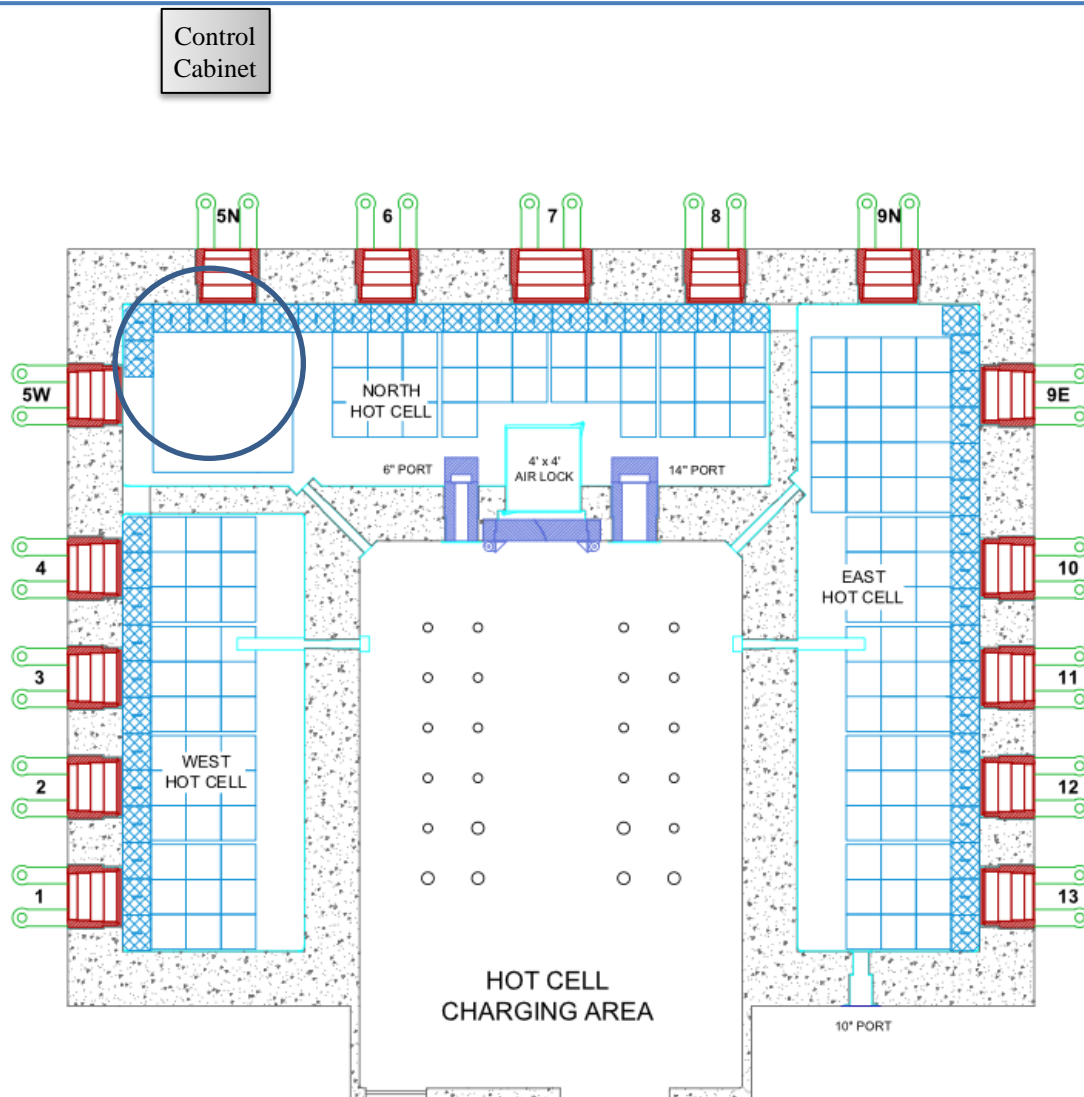 Control
Cabinet
5N
6
7
8
9N
5W
9E
NORTH
HOT CELL
6" PORT
4' x 4'
AIR LOCK
14" PORT
4
10
EAST
HOT CELL
3
11
WEST
HOT CELL
2
12
1
13
HOT CELL
CHARGING AREA
10" PORT